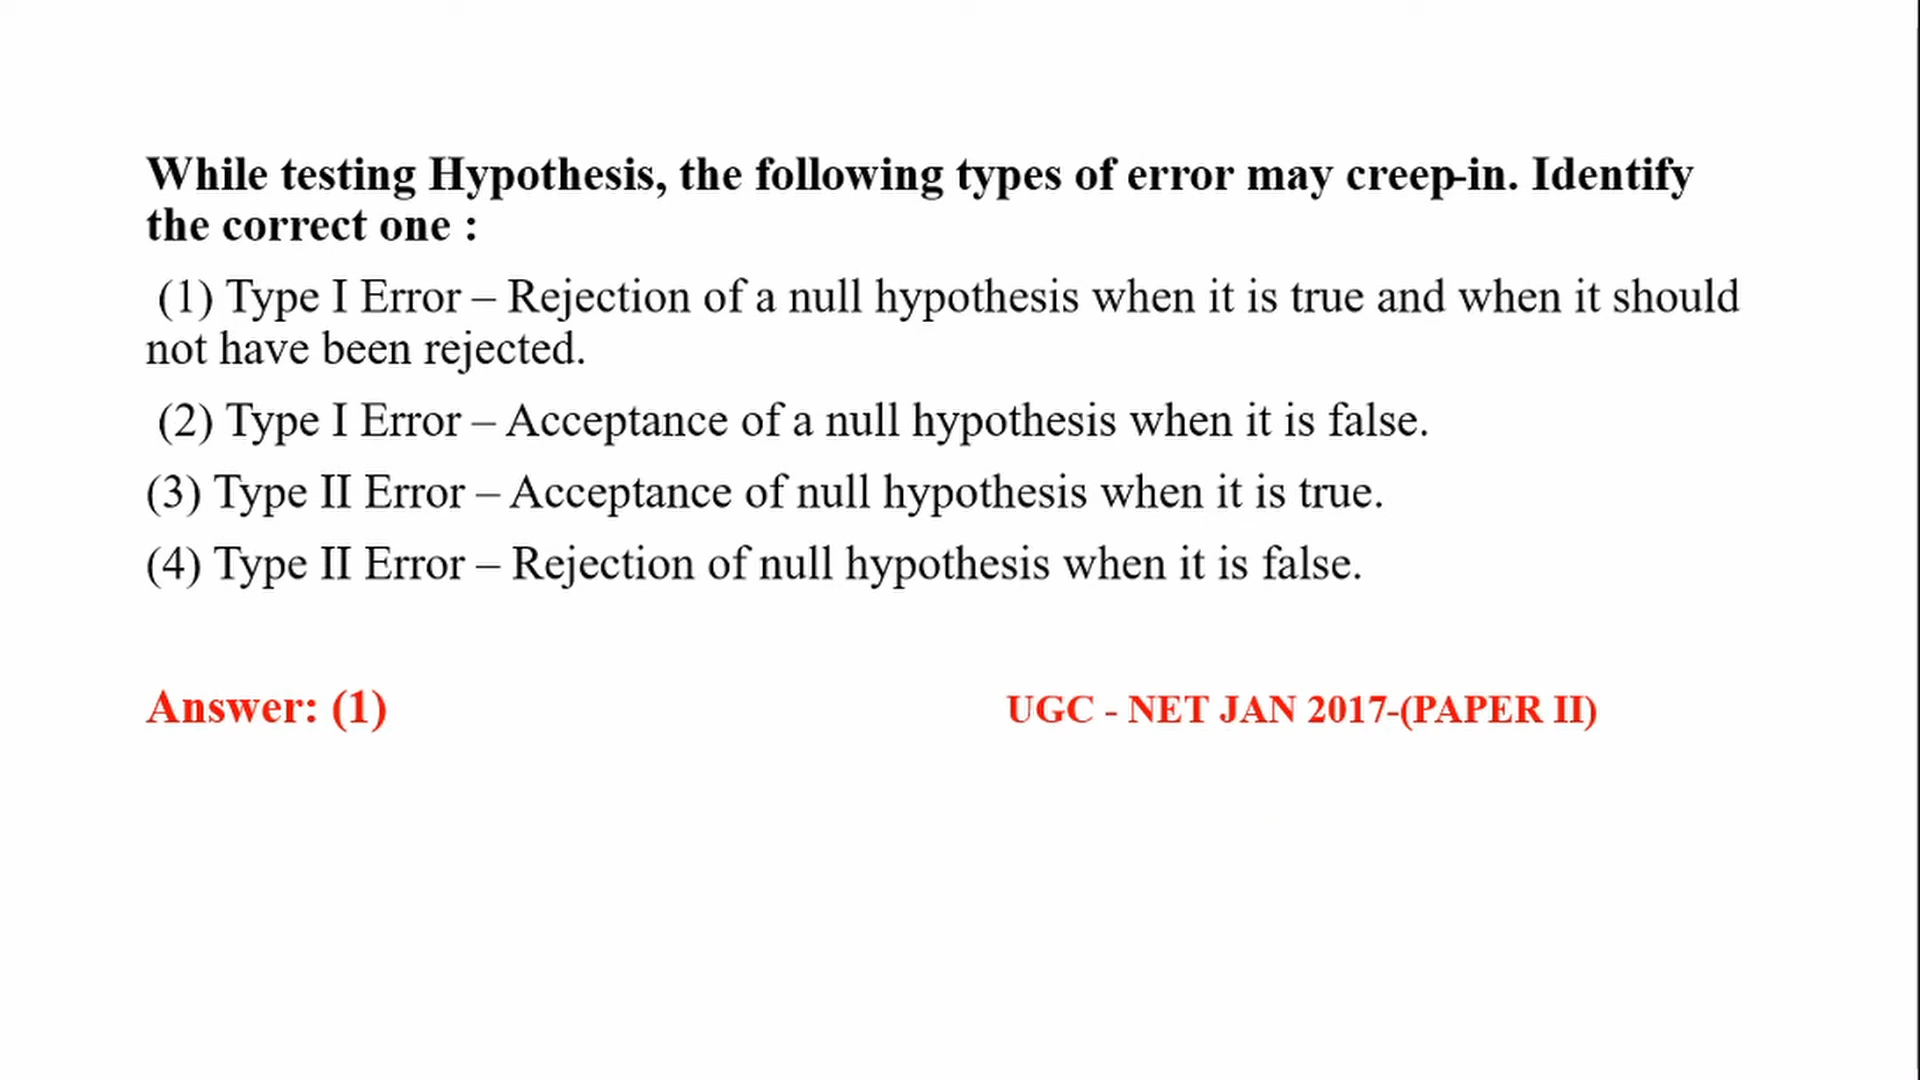 While testing Hypothesis, the following types of error may creep-in. Identify
the correct one :
(1) Type I Error – Rejection of a null hypothesis when it is true and when it should
not have been rejected.
(2) Type I Error – Acceptance of a null hypothesis when it is false.
(3) Type II Error – Acceptance of null hypothesis when it is true.
(4) Type II Error – Rejection of null hypothesis when it is false.
Answer: (1) UGC - NET JAN 2017-(PAPER II)